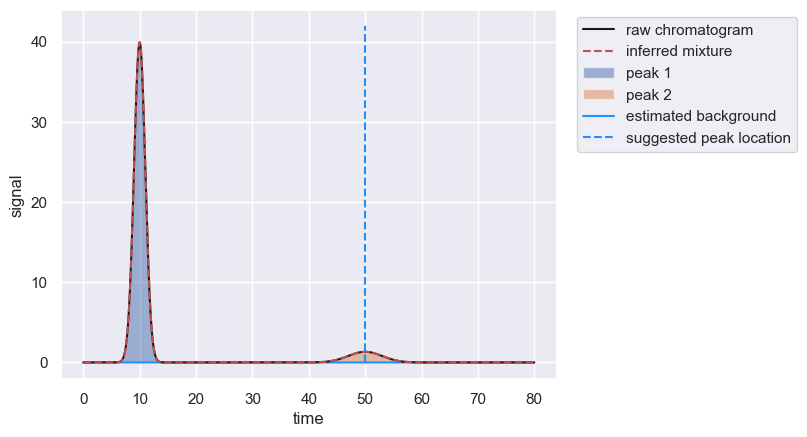 raw chromatogram
inferred mixture
peak 1
peak 2
estimated background
suggested peak location
40
30
20
10
0
signal
0 10 20 30 40 50 60 70 80
time